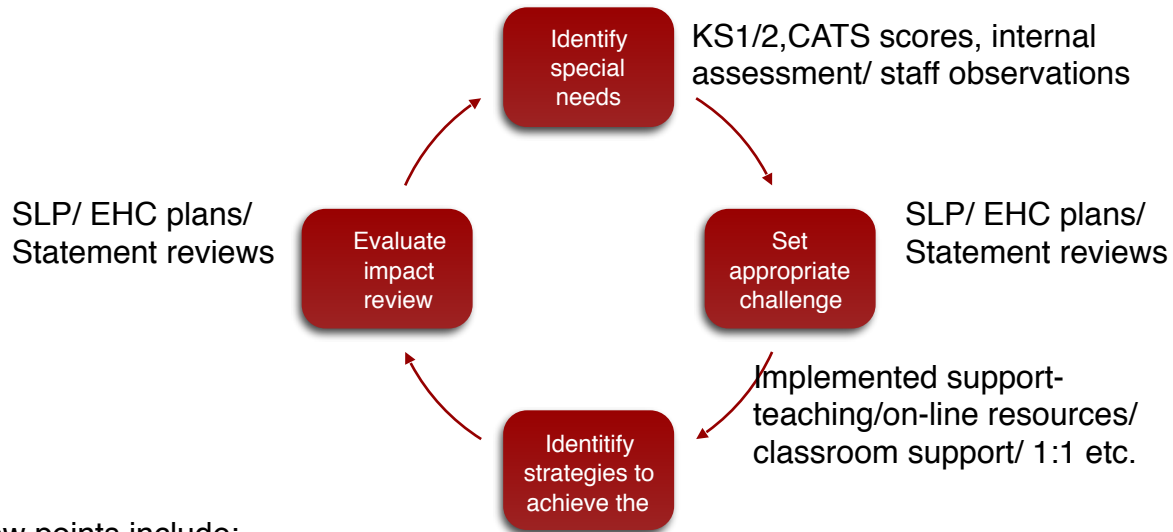 Identify
special
needs
KS1/2,CATS scores, internal
assessment/ staff observations
SLP/ EHC plans/
Statement reviews
Evaluate
impact
review
Set
appropriate
challenge
SLP/ EHC plans/
Statement reviews
Implemented support-
teaching/on-line resources/
classroom support/ 1:1 etc.
Identitify
strategies to
achieve the
points include: